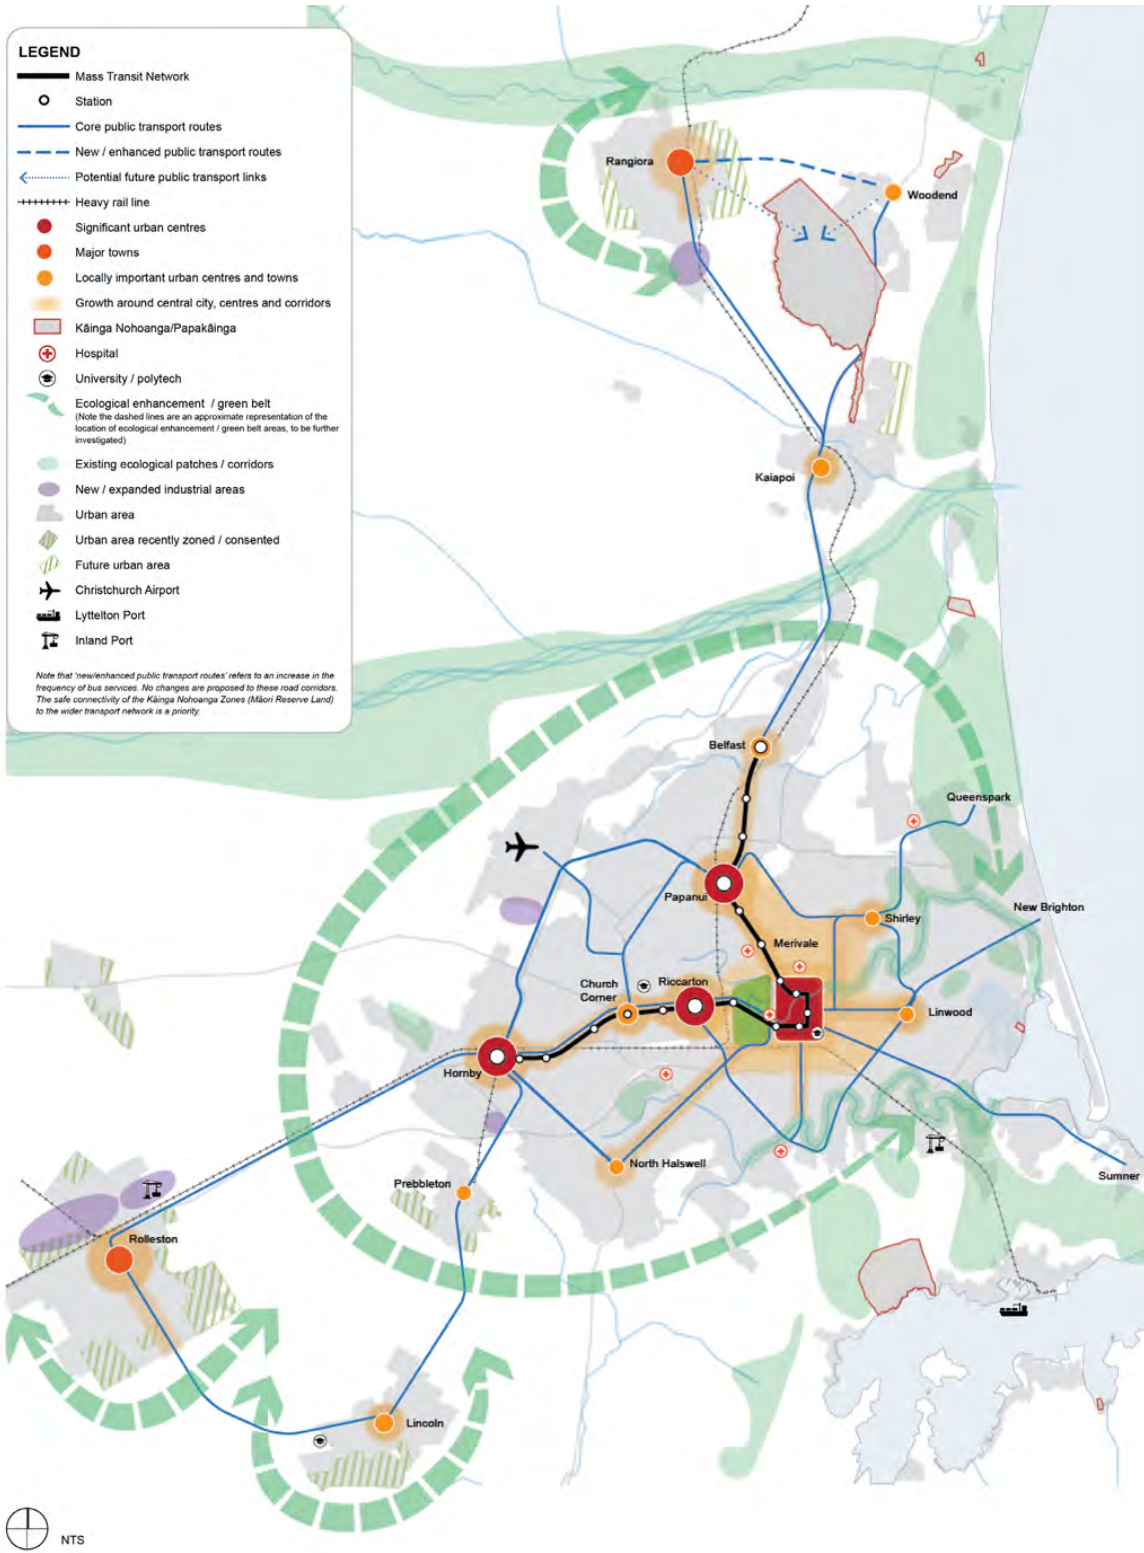 LEGEND
Mass Transit Network
Station
Core public transport routes
New / enhanced public transport routes
Potential future public transport links
Heavy rail line
Significant urban centres
Major towns
Locally important urban centres and towns
Growth around central city, centres and corridors
Kāinga Nohoanga/Papakāinga
Hospital
University / polytech
Ecological enhancement / green belt
(Note the dashed lines are an approximate representation of the
location of ecological enhancement / green belt areas, to be further
investigated)
Existing ecological patches / corridors
New / expanded industrial areas
Urban area
Urban area recently zoned / consented
Future urban area
Christchurch Airport
Lyttelton Port
Inland Port
Note that 'new/enhanced public transport routes' refers to an increase in the
frequency of bus services. No changes are proposed to these road corridors.
The safe connectivity of the Kāinga Nohoanga Zones (Māori Reserve Land)
to the wider transport network is a priority.
Rangiora
Woodend
Kaiapoi
Belfast
Queenspark
Papanui
Shirley
New Brighton
Merivale
Church
Corner
Riccarton
Linwood
Hornby
North Halswell
Prebbleton
Sumner
Rolleston
Lincoln
NTS